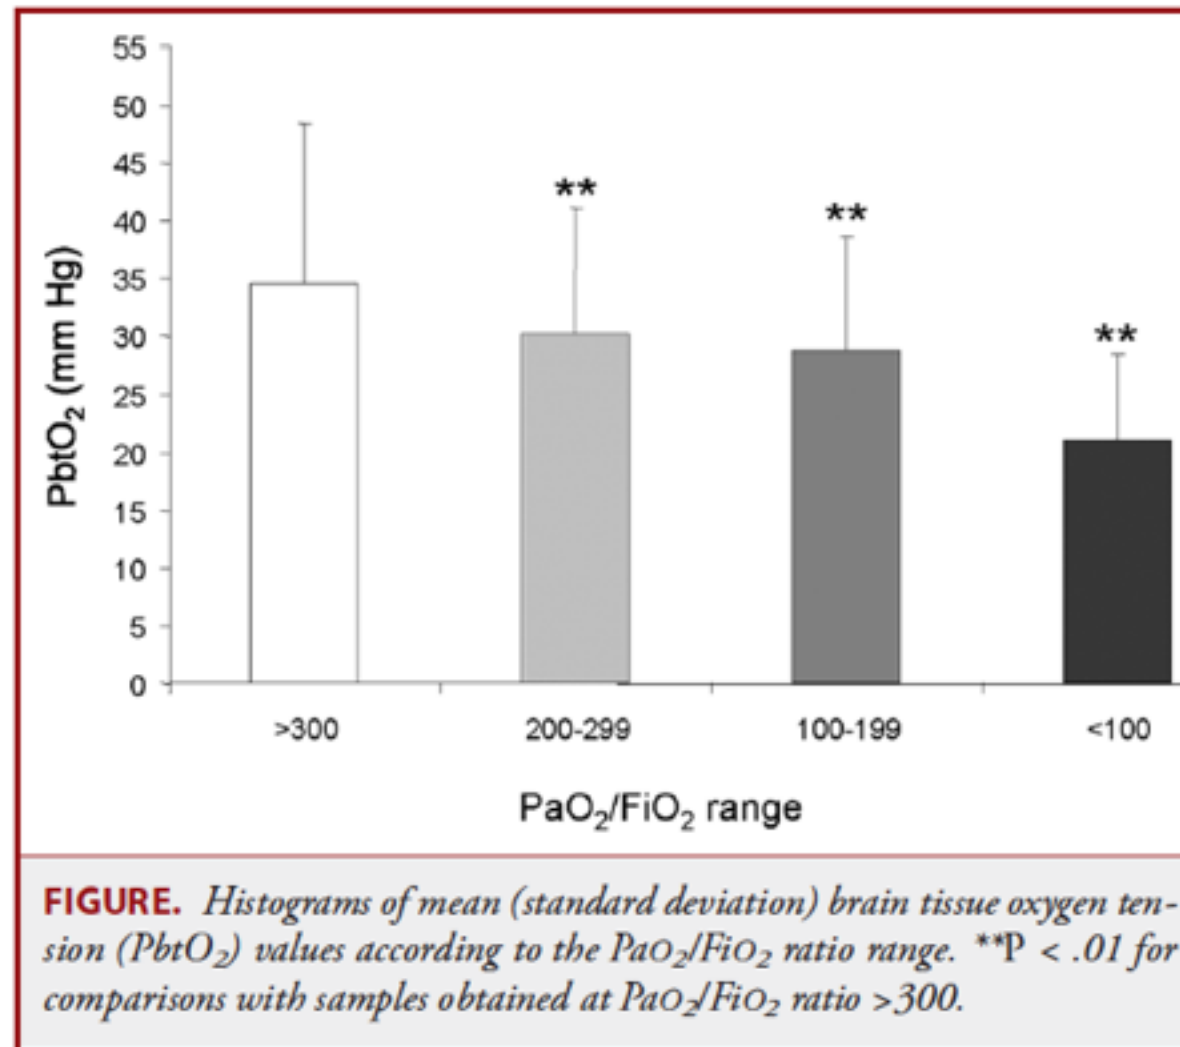 55
50
45
40
35
30
25
20
15
10
5
0
PbtO₂ (mm Hg)
**
**
**
>300 200-299 100-199 <100
PaO₂/FiO₂ range
FIGURE. Histograms of mean (standard deviation) brain tissue oxygen ten-
sion (PbtO₂) values according to the PaO₂/FiO₂ ratio range. **P < .01 for
comparisons with samples obtained at PaO₂/FiO₂ ratio >300.